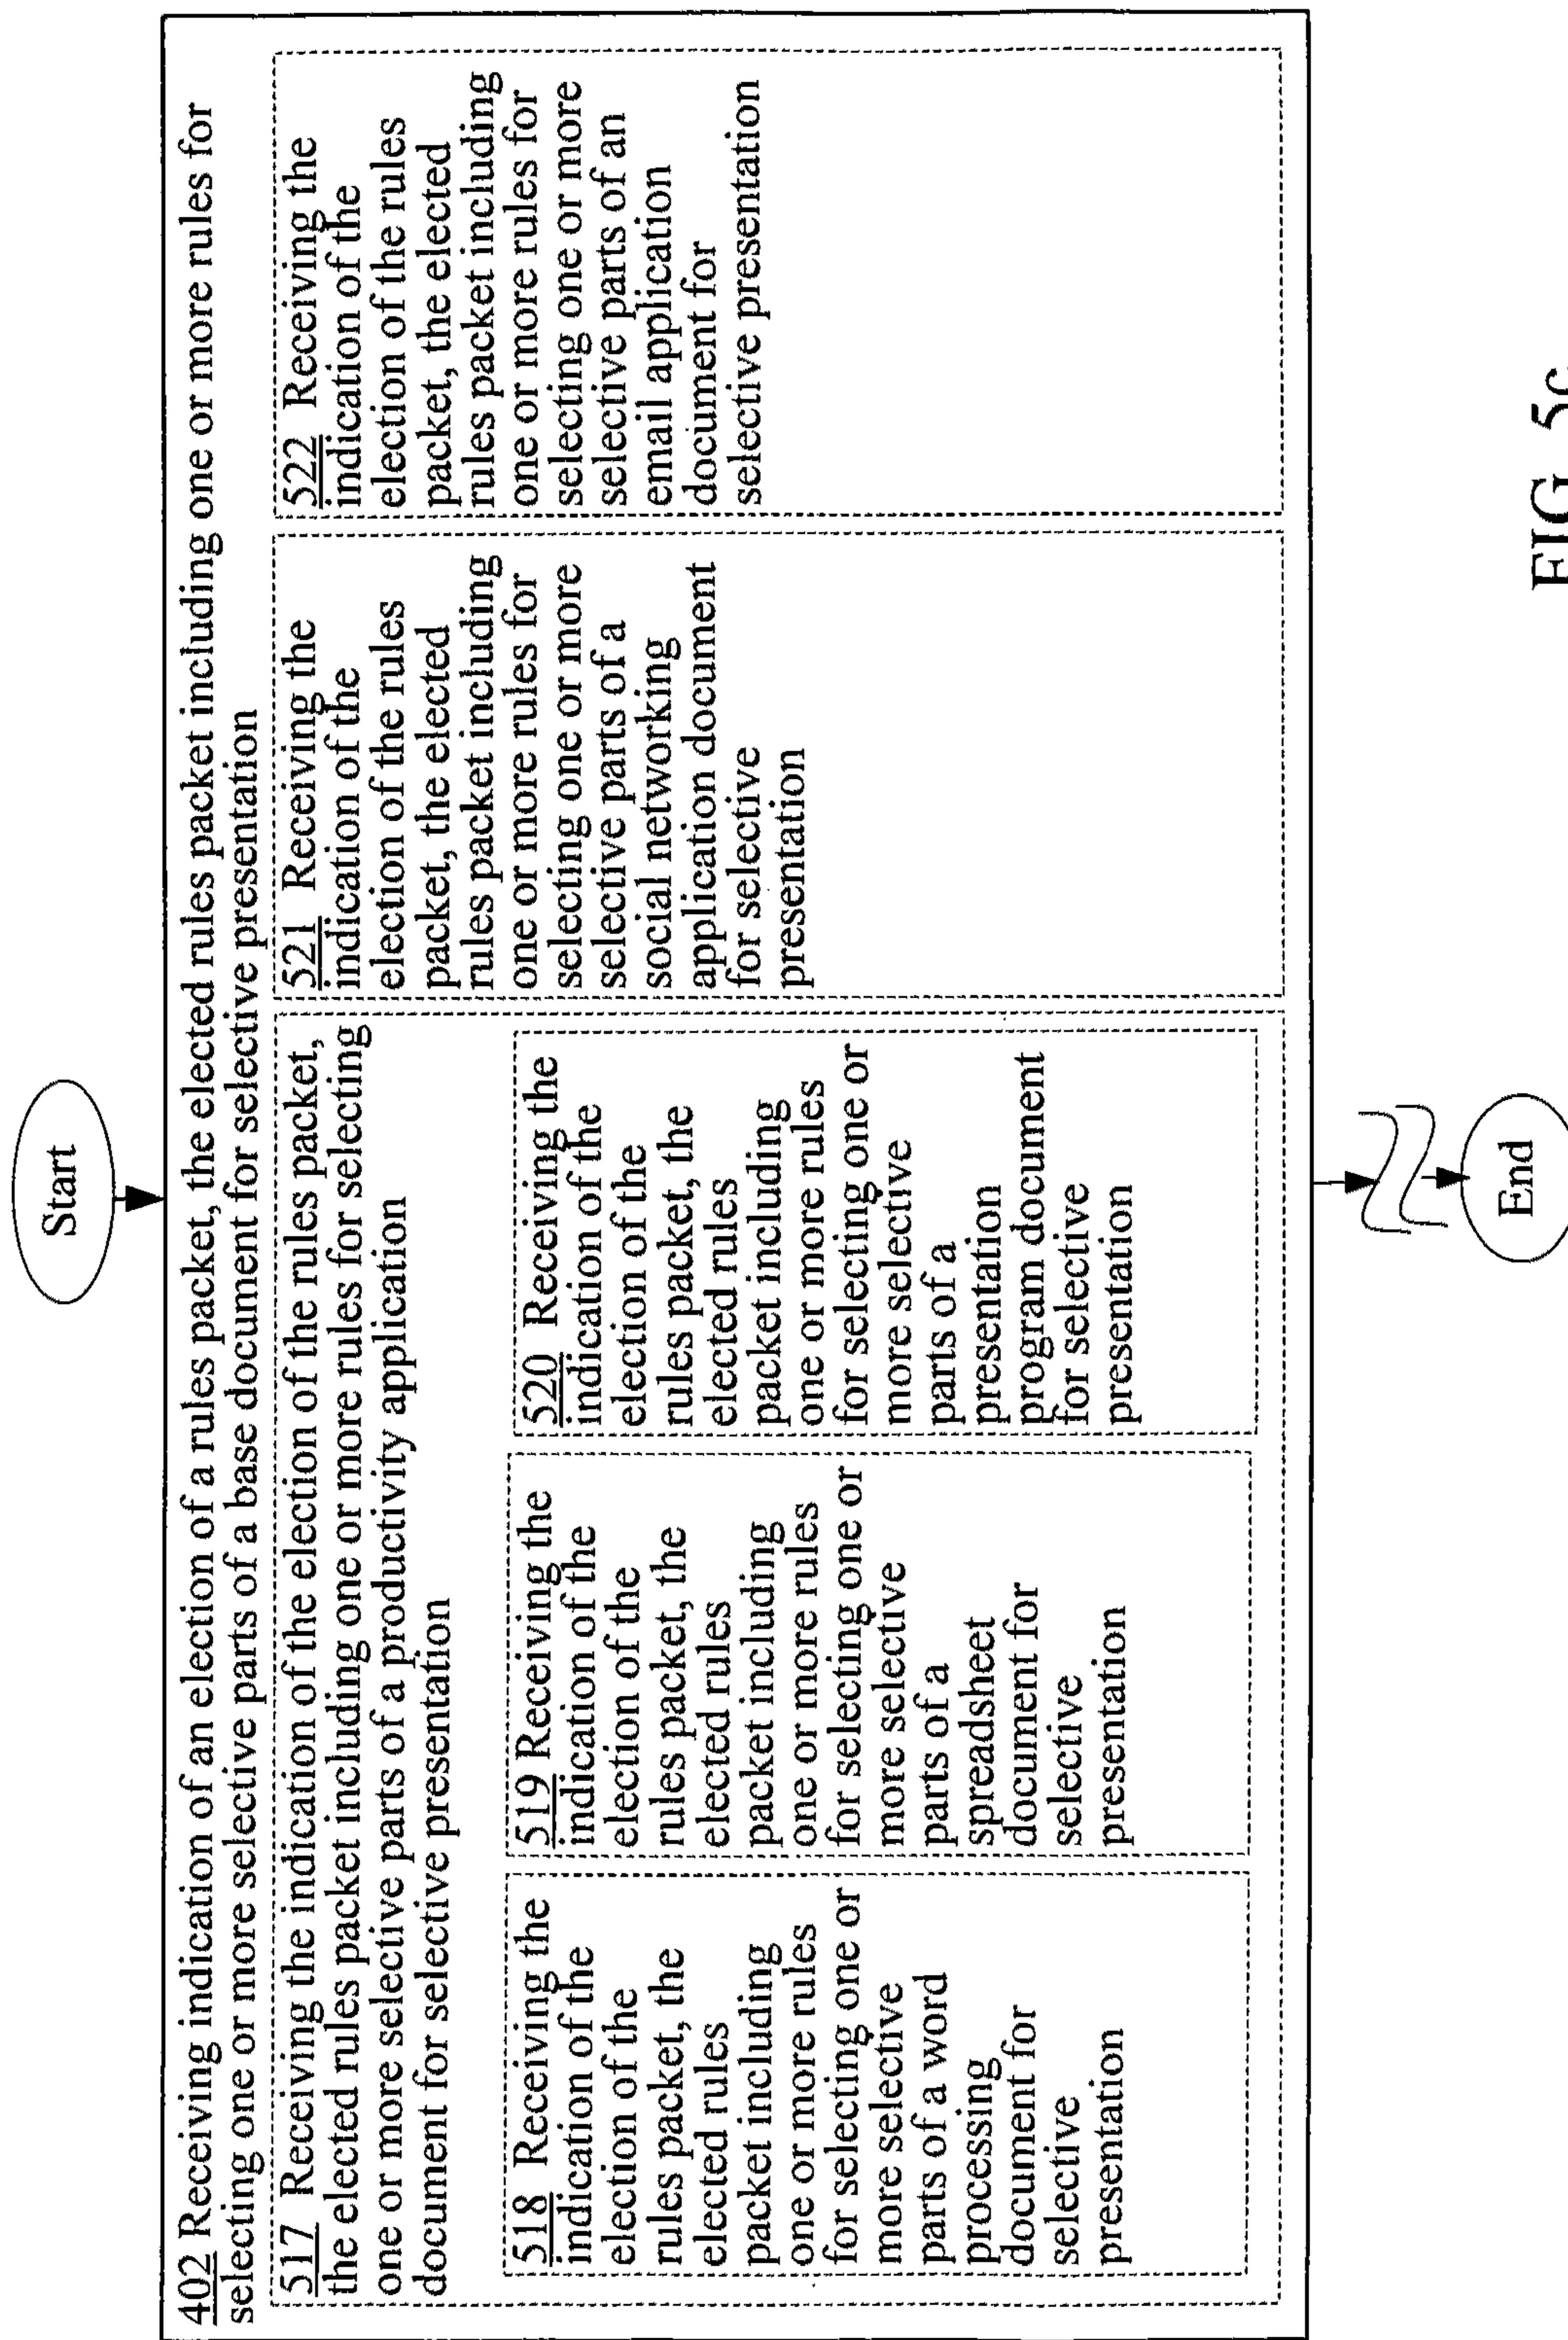 Start
402 Receiving indication of an election of a rules packet, the elected rules packet including one or more rules for
selecting one or more selective parts of a base document for selective presentation
517 Receiving the indication of the election of the rules packet,
the elected rules packet including one or more rules for selecting
one or more selective parts of a productivity application
document for selective presentation
518 Receiving the
indication of the
election of the
rules packet, the
elected rules
packet including
one or more rules
for selecting one or
more selective
parts of a word
processing
document for
selective
presentation
519 Receiving the
indication of the
election of the
rules packet, the
elected rules
packet including
one or more rules
for selecting one or
more selective
parts of a
spreadsheet
document for
selective
presentation
520 Receiving the
indication of the
election of the
rules packet, the
elected rules
packet including
one or more rules
for selecting one or
more selective
parts of a
presentation
program document
for selective
presentation
521 Receiving the
indication of the
election of the rules
packet, the elected
rules packet including
one or more rules for
selecting one or more
selective parts of a
social networking
application document
for selective
presentation
522 Receiving the
indication of the
election of the rules
packet, the elected
rules packet including
one or more rules for
selecting one or more
selective parts of an
email application
document for
selective presentation
End
FIG. 5c